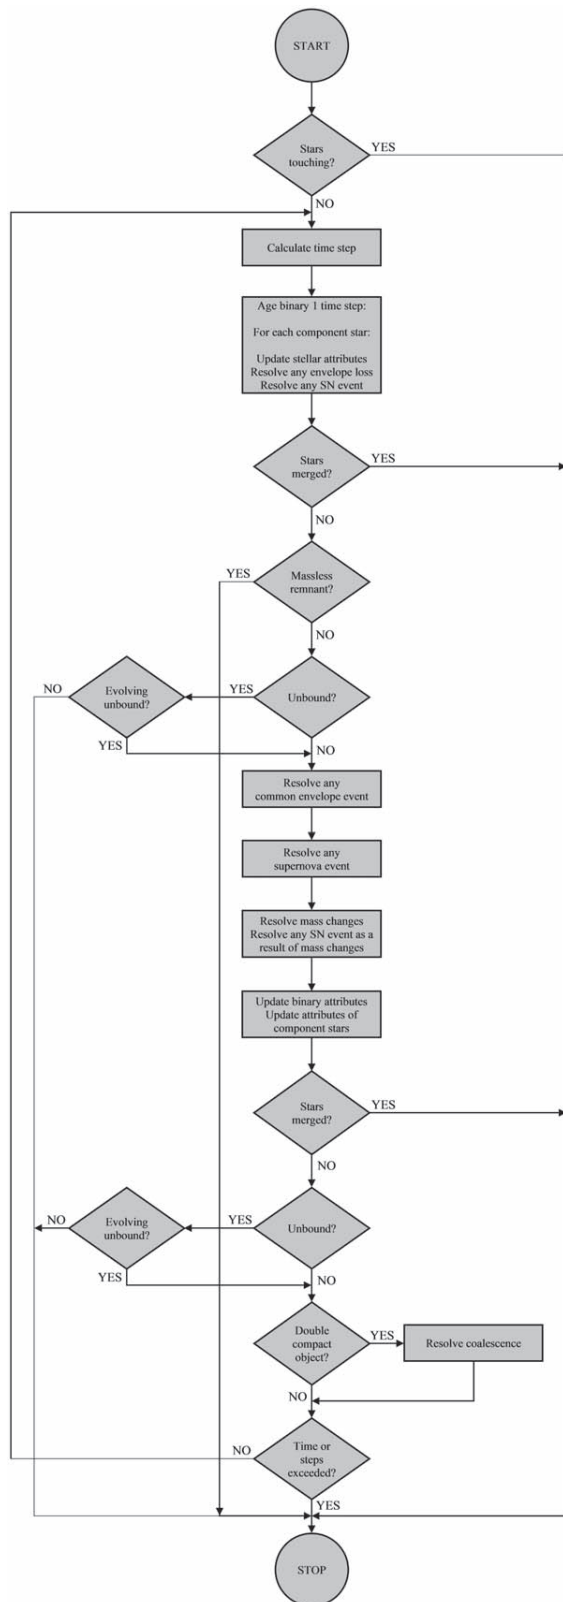 START
Stars
touching?
YES
NO
Calculate time step
Age binary 1 time step:
For each component star:
Update stellar attributes
Resolve any envelope loss
Resolve any SN event
Stars
merged?
YES
NO
Massless
remnant?
YES
NO
Unbound?
YES
Evolving
unbound?
NO
YES
NO
Resolve any
common envelope event
Resolve any
supernova event
Resolve mass changes
Resolve any SN event as a
result of mass changes
Update binary attributes
Update attributes of
component stars
Stars
merged?
YES
NO
Unbound?
YES
Evolving
unbound?
NO
YES
NO
Double
compact
object?
YES
Resolve coalescence
NO
Time or
steps
exceeded?
NO
YES
STOP